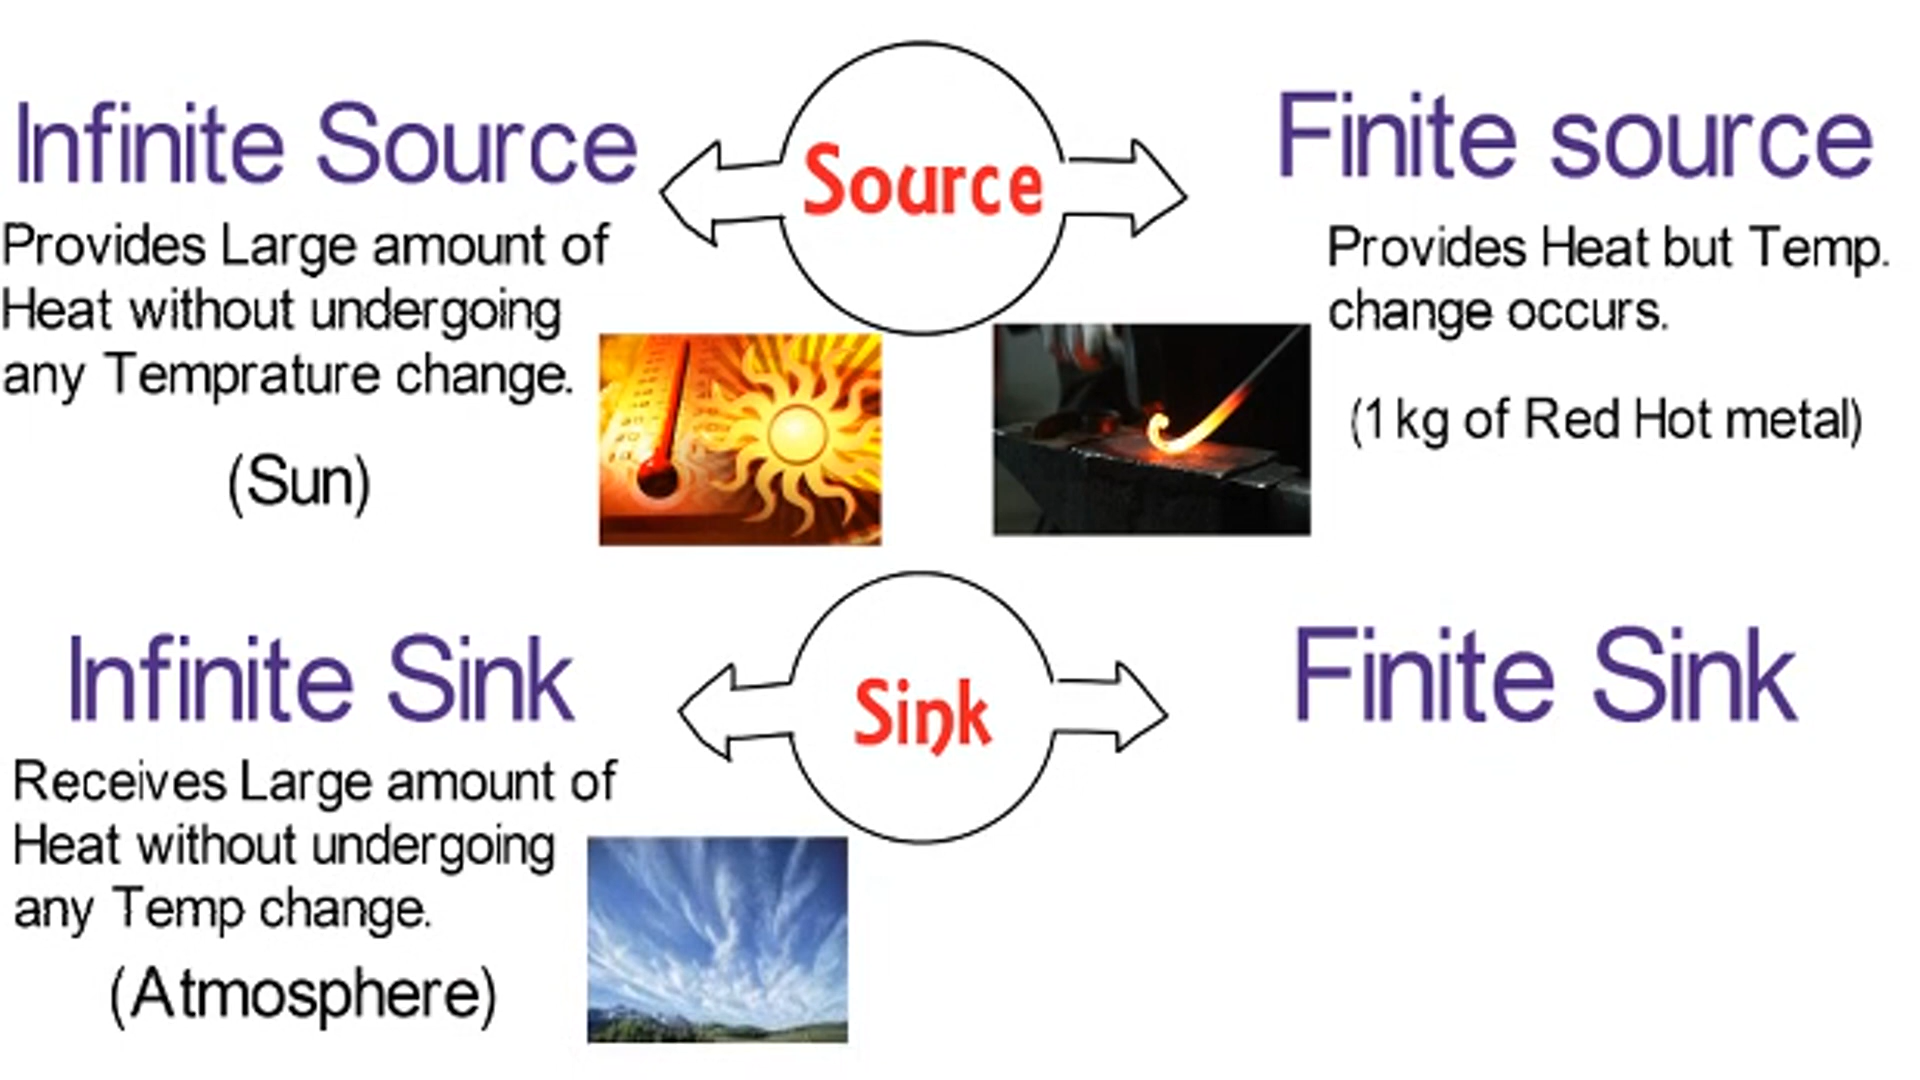 Infinite Source
Provides Large amount of
Heat without undergoing
any Temprature change.
(Sun)
Source
Finite source
Provides Heat but Temp.
change occurs.
(1kg of Red Hot metal)
Infinite Sink
Receives Large amount of
Heat without undergoing
any Temp change.
(Atmosphere)
Sink
Finite Sink